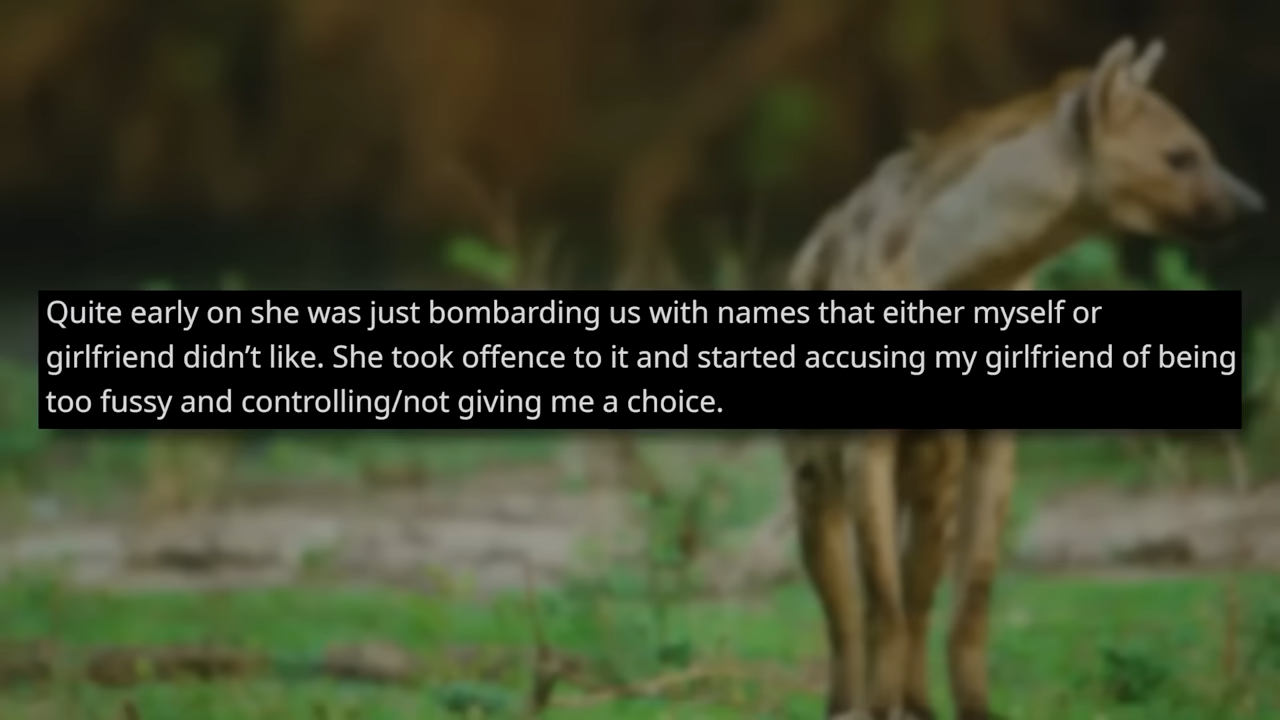 Quite early on she was just bombarding us with names that either myself or
girlfriend didn’t like. She took offence to it and started accusing my girlfriend of being
too fussy and controlling/not giving me a choice.